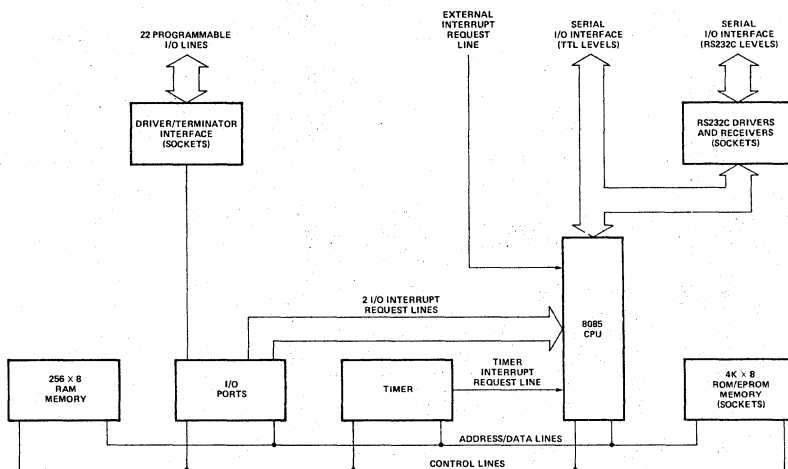 22 PROGRAMMABLE
I/O LINES
EXTERNAL
INTERRUPT
REQUEST
LINE
SERIAL
I/O INTERFACE
(TTL LEVELS)
SERIAL
I/O INTERFACE
(RS232C LEVELS)
DRIVER/TERMINATOR
INTERFACE
(SOCKETS)
RS232C DRIVERS
AND RECEIVERS
(SOCKETS)
2 I/O INTERRUPT
REQUEST LINES
8085
CPU
256 X 8
RAM
MEMORY
I/O
PORTS
TIMER
TIMER
INTERRUPT
REQUEST LINE
4K X 8
ROM/EPROM
MEMORY
(SOCKETS)
ADDRESS/DATA LINES
CONTROL LINES